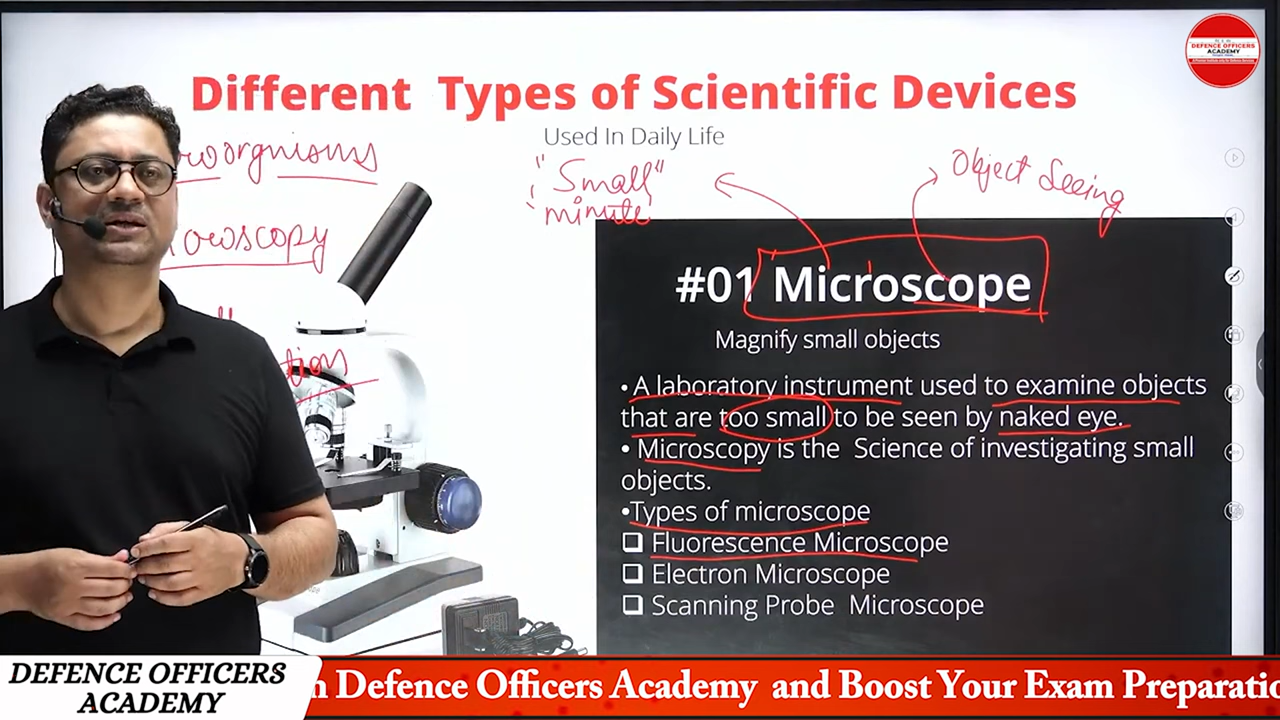 DEFENCE OFFICERS
ACADEMY
Different Types of Scientific Devices
Used In Daily Life
"Small"
minute
Object Seeing
#01 Microscope
Magnify small objects
• A laboratory instrument used to examine objects
that are too small to be seen by naked eye.
• Microscopy is the Science of investigating small
objects.
•Types of microscope
❑ Fluorescence Microscope
❑ Electron Microscope
❑ Scanning Probe Microscope
DEFENCE OFFICERS
ACADEMY
n Defence Officers Academy and Boost Your Exam Preparatio